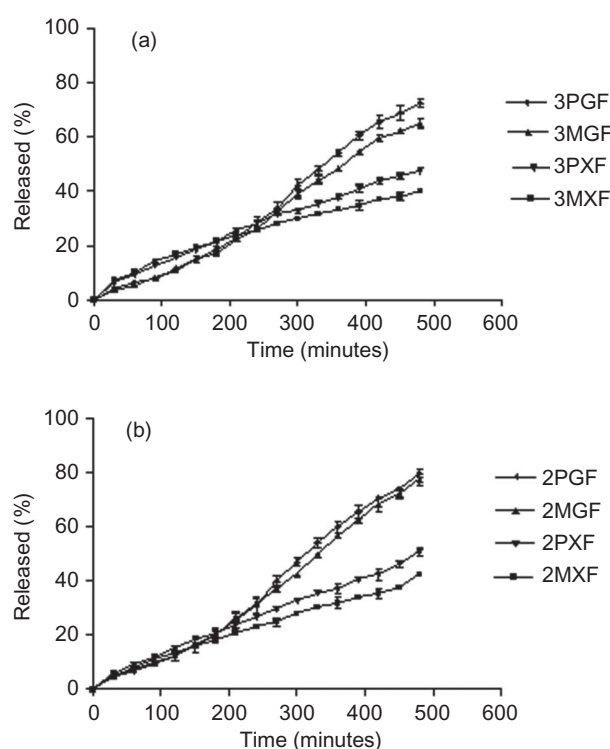 (a)
100
80
60
40
20
0
Released (%)
0 100 200 300 400 500 600
Time (minutes)
3PGF
3MGF
3PXF
3MXF
(b)
100
80
60
40
20
0
Released (%)
0 100 200 300 400 500 600
Time (minutes)
2PGF
2MGF
2PXF
2MXF